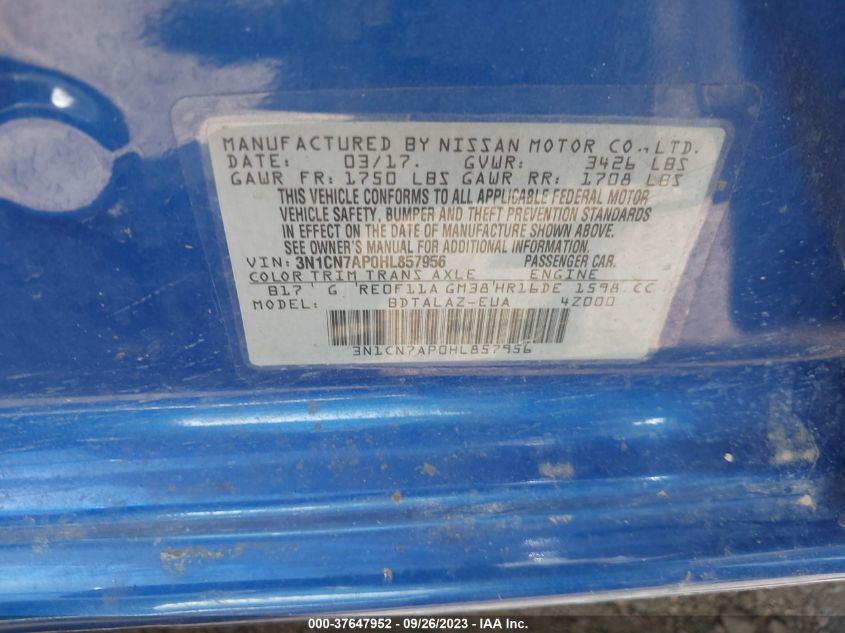 MANUFACTURED BY NISSAN MOTOR CO., LTD.
DATE: 03/17. GVWR: 3426 LBS
GAWR FR: 1750 LBS GAWR RR: 1708 LBS
THIS VEHICLE CONFORMS TO ALL APPLICABLE FEDERAL MOTOR
VEHICLE SAFETY, BUMPER AND THEFT PREVENTION STANDARDS
IN EFFECT ON THE DATE OF MANUFACTURE SHOWN ABOVE.
SEE OWNER'S MANUAL FOR ADDITIONAL INFORMATION.
VIN: 3N1CN7AP0HL857956 PASSENGER CAR.
COLOR TRIM TRANS AXLE ENGINE
B17 G RE0F11A GM38 HR16DE 1598 CC
MODEL: BDTALAZ-EUA 4Z000
3N1CN7AP0HL857956
000-37647952 - 09/26/2023 - IAAI.com